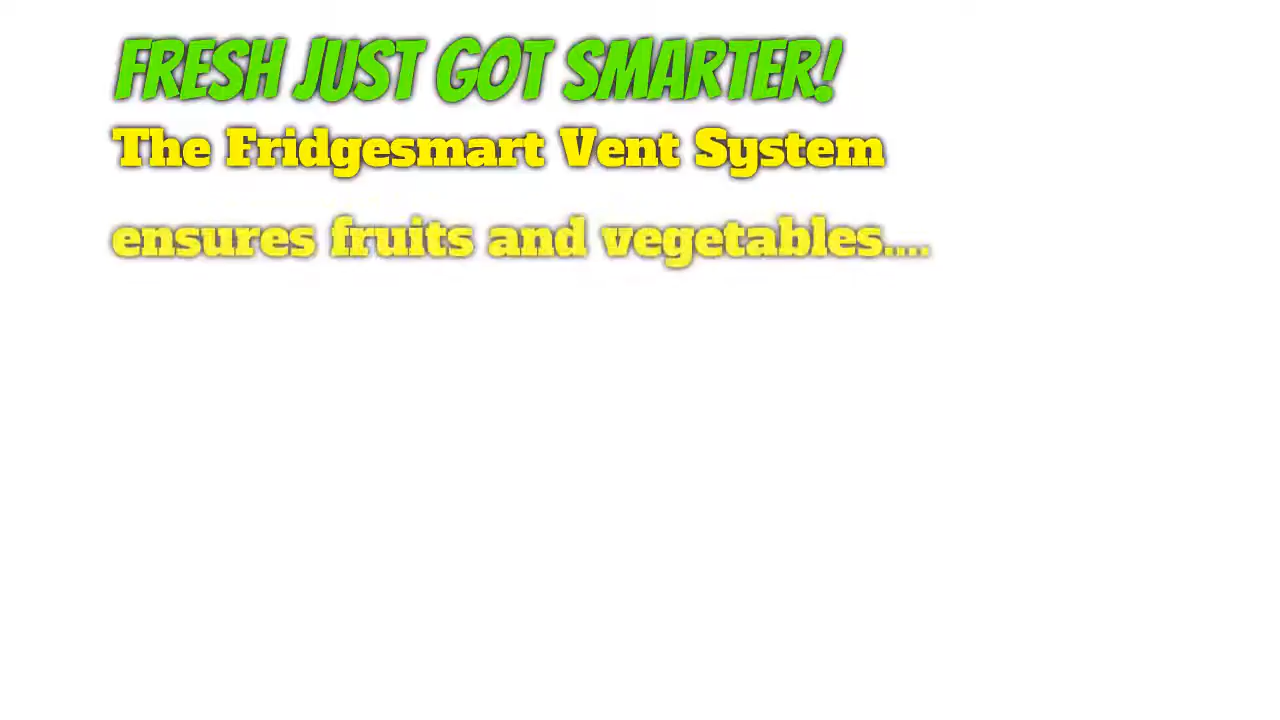 FRESH JUST GOT SMARTER!
The Fridgesmart Vent System
ensures fruits and vegetables....